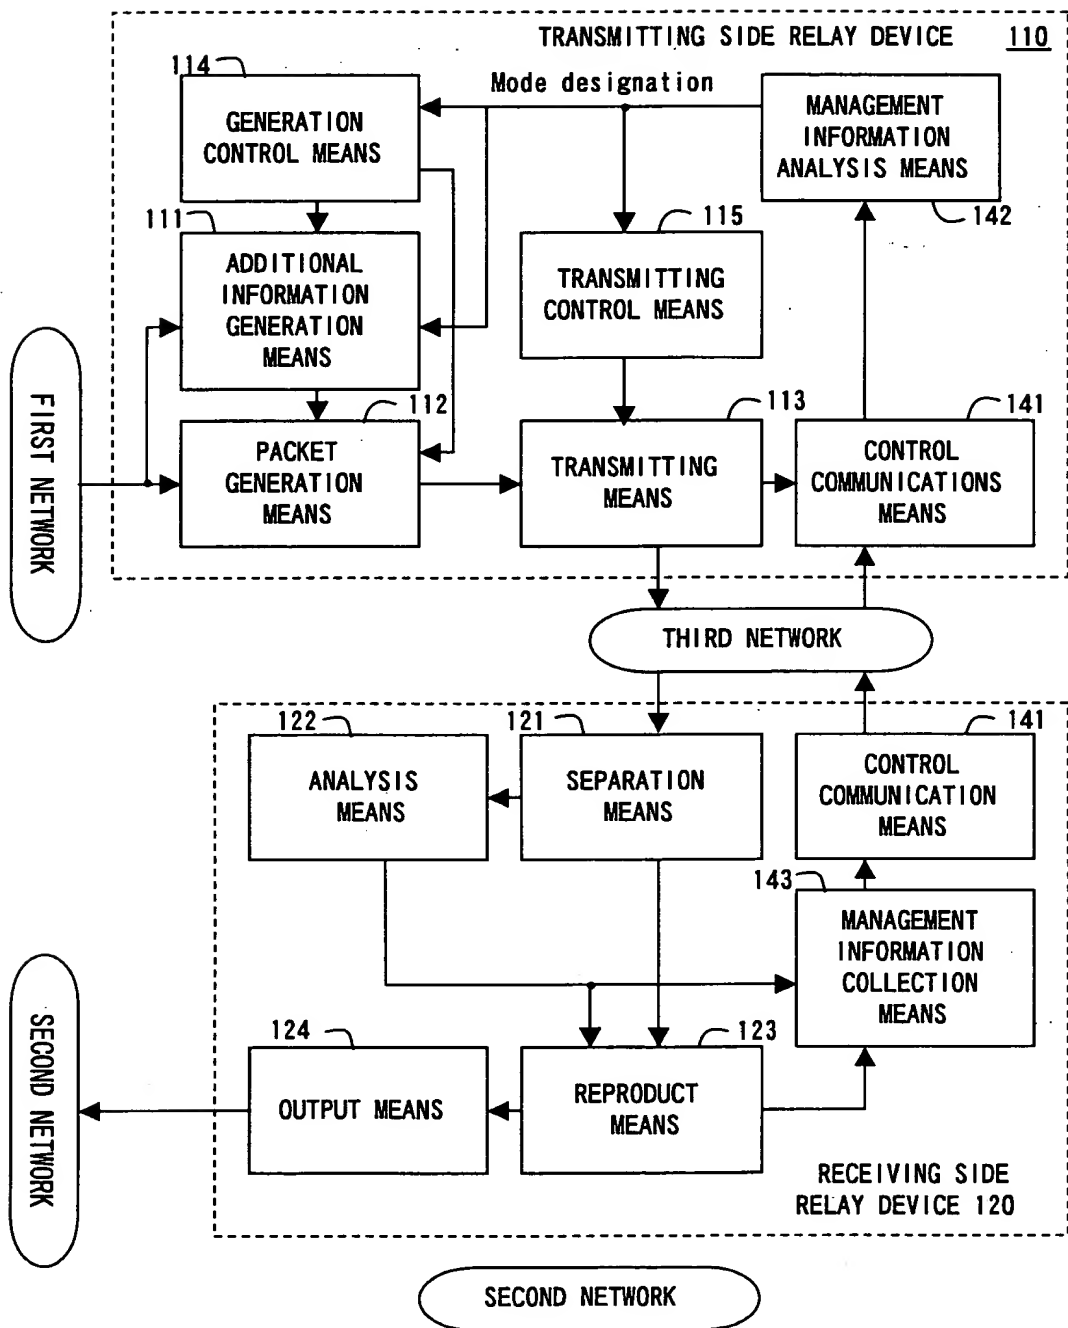 TRANSMITTING SIDE RELAY DEVICE 110
114
Mode designation
GENERATION
CONTROL MEANS
MANAGEMENT
INFORMATION
ANALYSIS MEANS
142
111
115
ADDITIONAL
INFORMATION
GENERATION
MEANS
TRANSMITTING
CONTROL MEANS
FIRST NETWORK
112
113
141
PACKET
GENERATION
MEANS
TRANSMITTING
MEANS
CONTROL
COMMUNICATIONS
MEANS
THIRD NETWORK
122
121
141
ANALYSIS
MEANS
SEPARATION
MEANS
CONTROL
COMMUNICATION
MEANS
143
MANAGEMENT
INFORMATION
COLLECTION
MEANS
SECOND NETWORK
124
123
OUTPUT MEANS
REPRODUCT
MEANS
RECEIVING SIDE
RELAY DEVICE 120
SECOND NETWORK